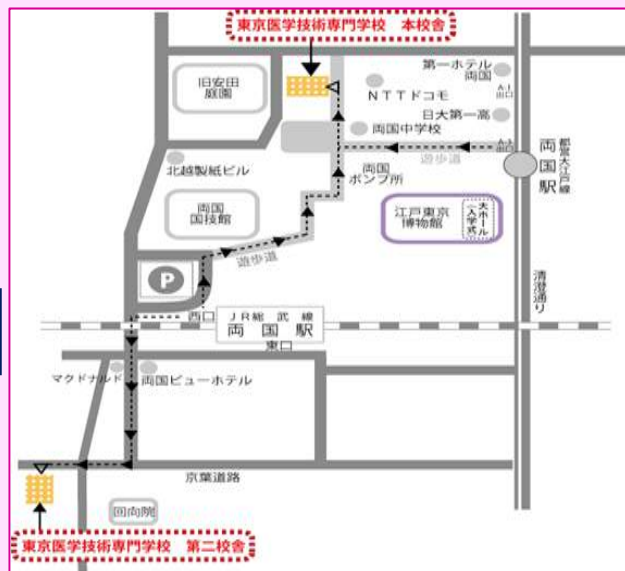 東京医学技術専門学校　本校舎
旧安田
庭園
NTTドコモ
第一ホテル
両国
A4
出口
日大第一高
両国中学校
遊歩道
両国
ポンプ所
両国駅
都営大江戸線
北越製紙ビル
両国
国技館
江戸東京
博物館
大ホール
入学式
遊歩道
P
西口
JR総武線
両国駅
東口
清澄通り
マクドナルド
両国ビューホテル
京葉道路
回向院
東京医学技術専門学校　第二校舎